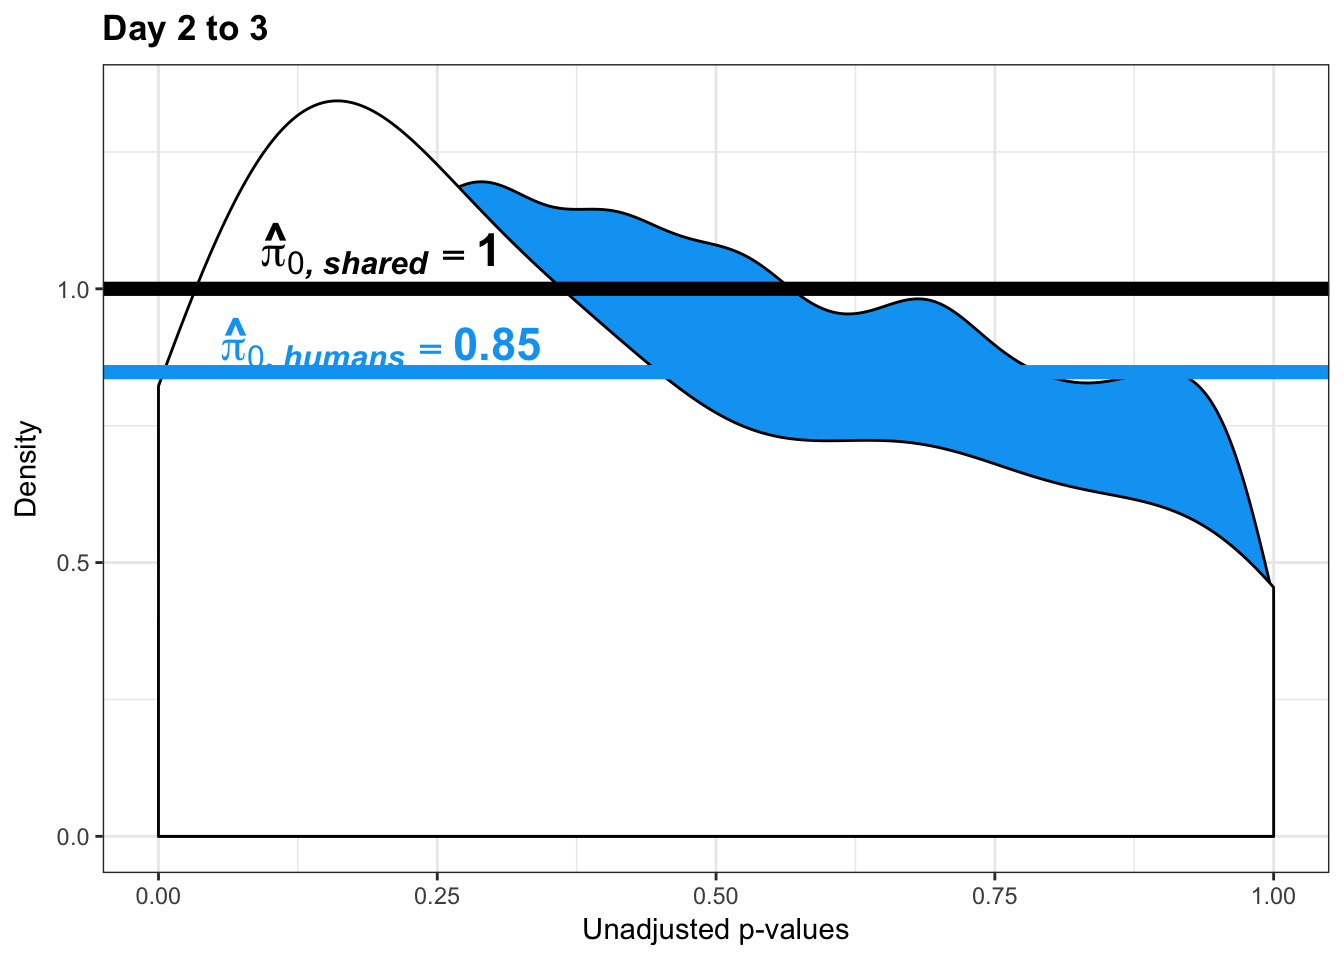 Day 2 to 3
π̂0, shared = 1
π̂0, humans = 0.85
Density
1.0
0.5
0.0
0.00 0.25 0.50 0.75 1.00
Unadjusted p-values